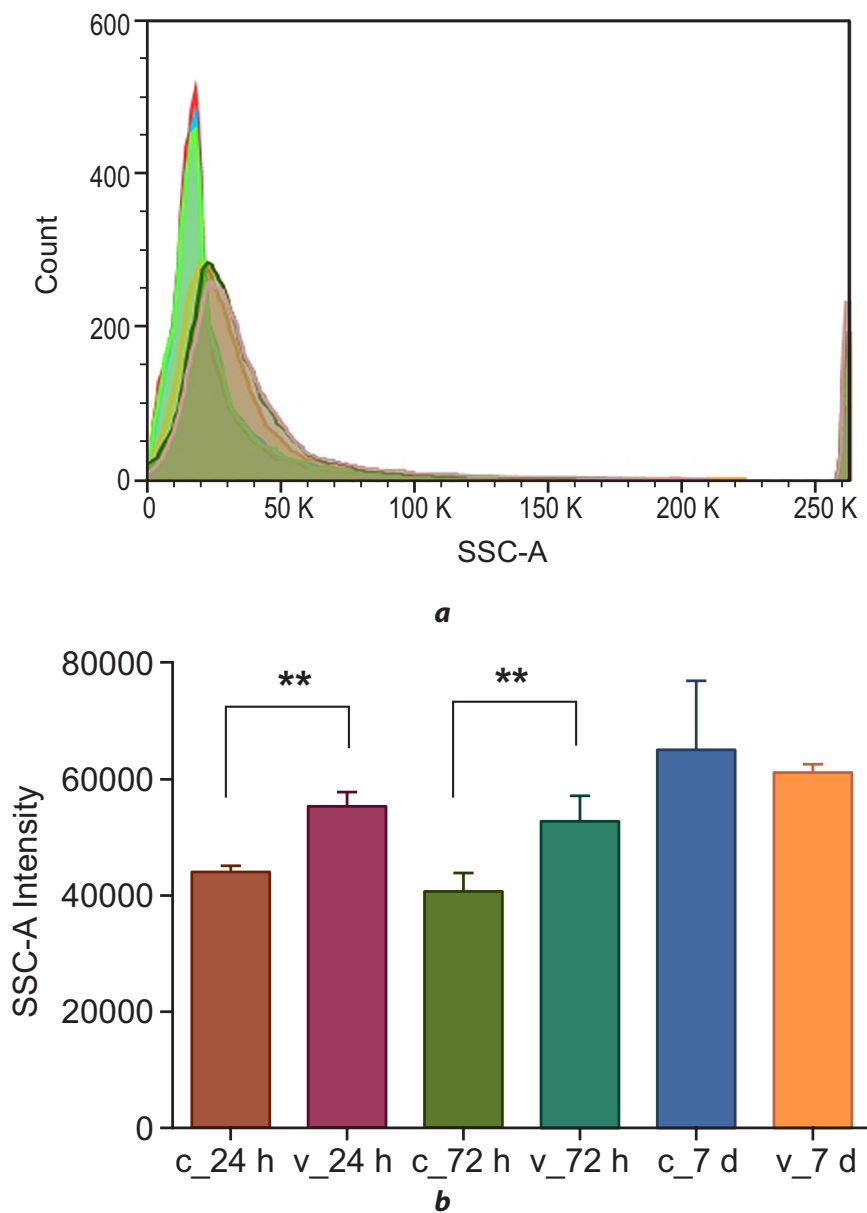 600
400
200
0
Count
0 50 K 100 K 150 K 200 K 250 K
SSC-A
a
80000
60000
40000
20000
0
SSC-A Intensity
** **
c_24 h v_24 h c_72 h v_72 h c_7 d v_7 d
b